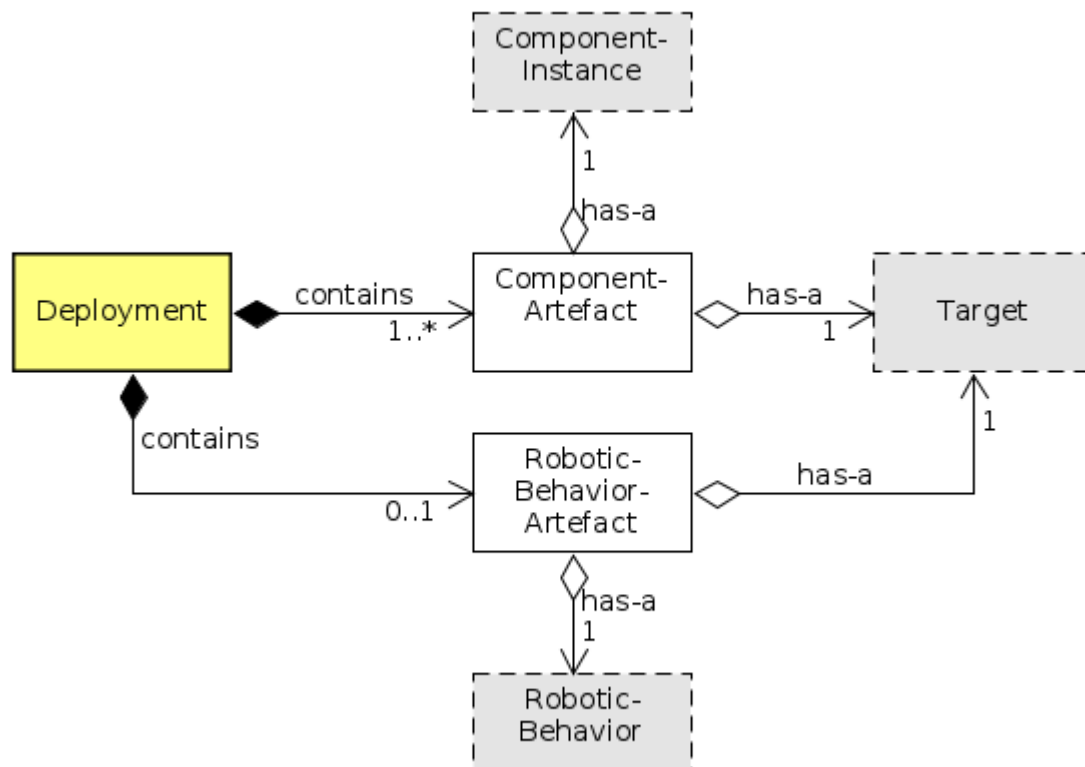 Component-
Instance
1
has-a
Deployment
contains
1..*
Component-
Artefact
has-a
1
Target
contains
0..1
Robotic-
Behavior-
Artefact
has-a
1
has-a
1
Robotic-
Behavior